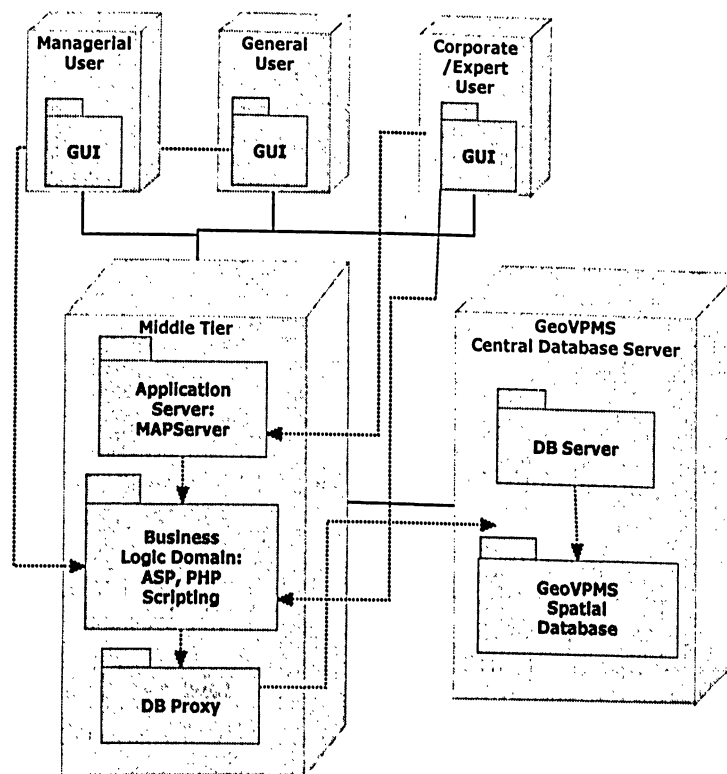 Managerial
User
GUI
General
User
GUI
Corporate
/Expert
User
GUI
Middle Tier
Application
Server:
MAPServer
Business
Logic Domain:
ASP, PHP
Scripting
DB Proxy
GeoVPMS
Central Database Server
DB Server
GeoVPMS
Spatial
Database